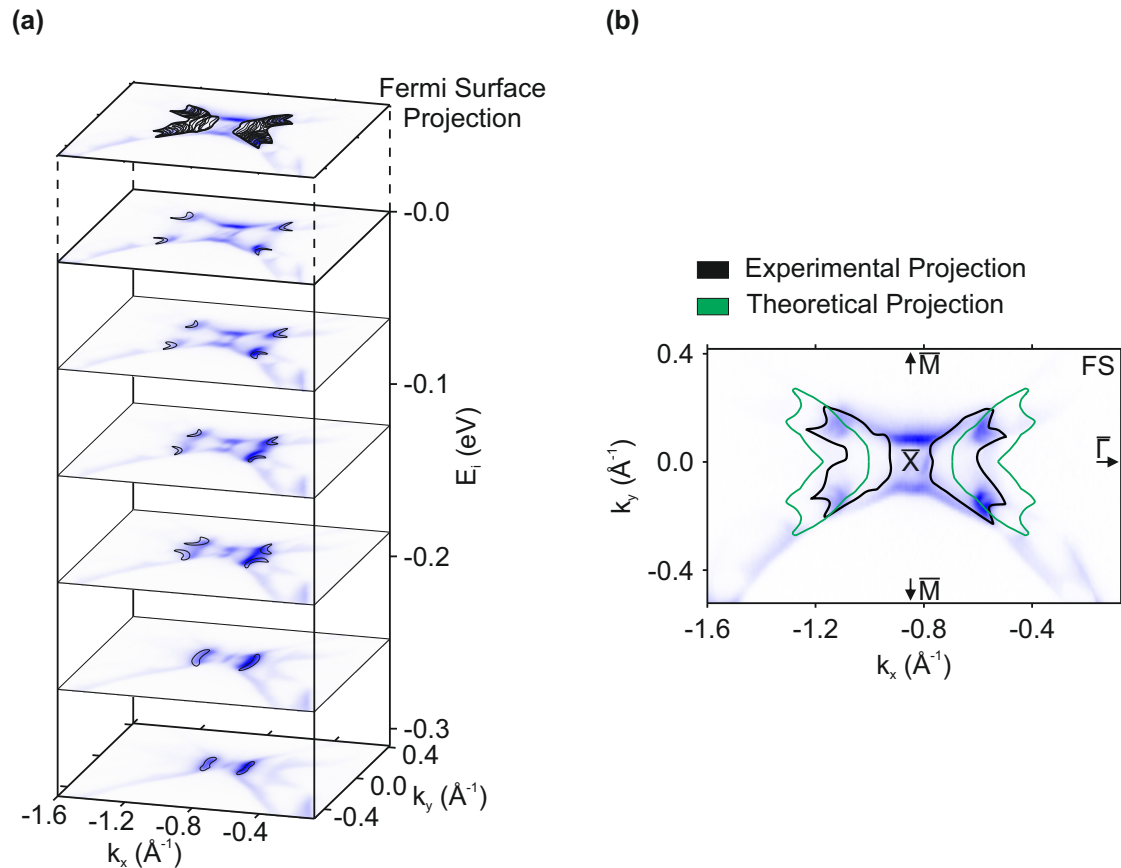 (a)
Fermi Surface
Projection
-0.0
-0.1
-0.2
-0.3
E_i (eV)
0.4
0.0
-0.4
k_y (Å⁻¹)
-1.6
-1.2
-0.8
-0.4
k_x (Å⁻¹)
(b)
Experimental Projection
Theoretical Projection
0.4
0.0
-0.4
k_y (Å⁻¹)
M̅
FS
X̅
Γ̅
M̅
-1.6
-1.2
-0.8
-0.4
k_x (Å⁻¹)